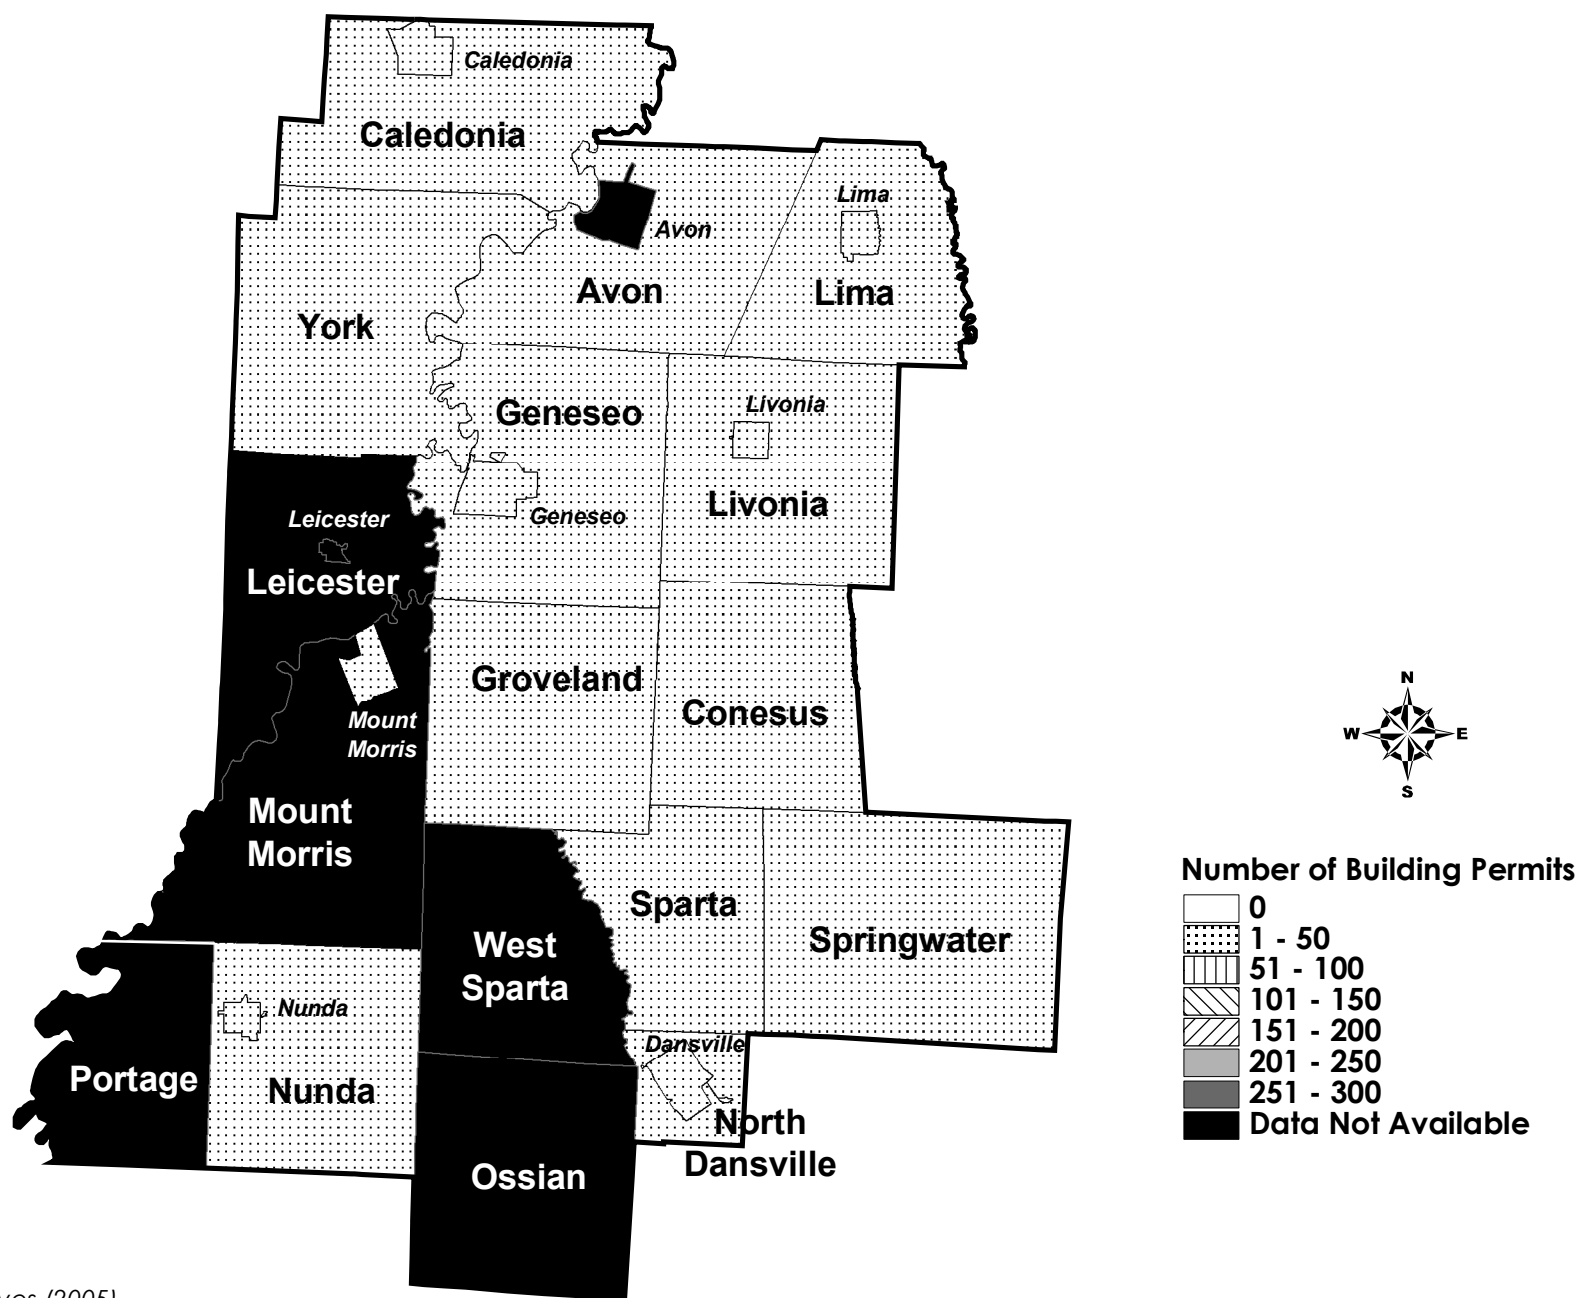 Caledonia
Caledonia
Lima
Avon
Avon
Lima
York
Livonia
Geneseo
Livonia
Geneseo
Leicester
Leicester
Groveland
Conesus
Mount
Morris
Mount
Morris
Sparta
Springwater
West
Sparta
Nunda
Dansville
Portage
Nunda
North
Dansville
Ossian
N
W
E
S
Number of Building Permits
0
1 - 50
51 - 100
101 - 150
151 - 200
201 - 250
251 - 300
Data Not Available
(2005)